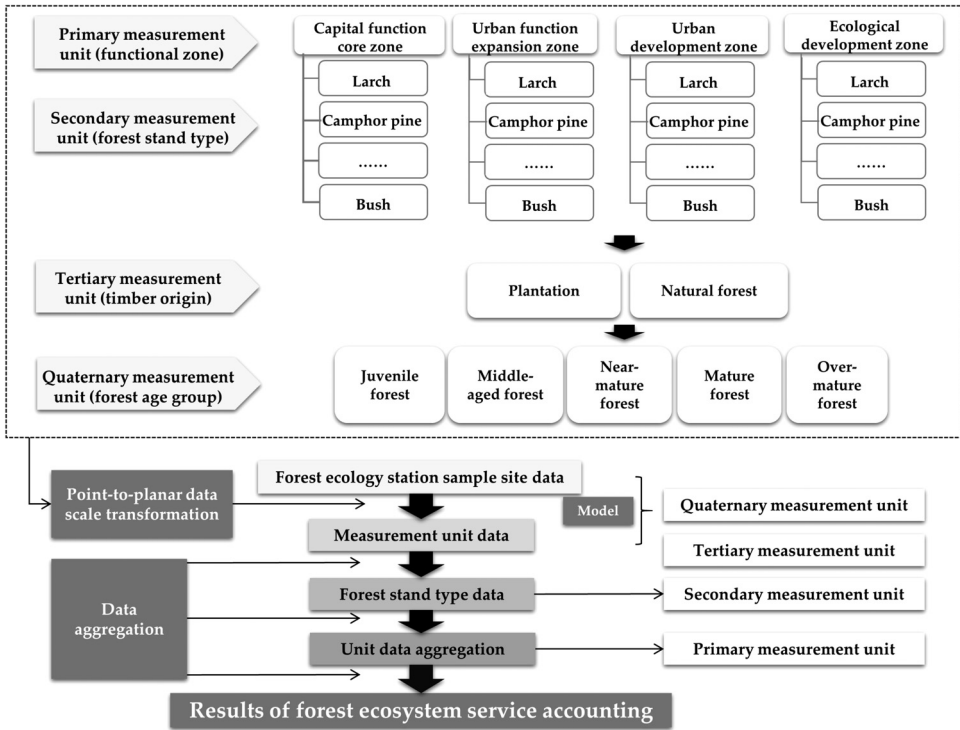 Primary measurement
unit (functional zone)
Capital function
core zone
Urban function
expansion zone
Urban
development zone
Ecological
development zone
Larch
Larch
Larch
Larch
Secondary measurement
unit (forest stand type)
Camphor pine
Camphor pine
Camphor pine
Camphor pine
......
......
......
......
Bush
Bush
Bush
Bush
Tertiary measurement
unit (timber origin)
Plantation
Natural forest
Quaternary measurement
unit (forest age group)
Juvenile
forest
Middle-
aged forest
Near-
mature
forest
Mature
forest
Over-
mature
forest
Point-to-planar data
scale transformation
Forest ecology station sample site data
Model
Quaternary measurement unit
Measurement unit data
Tertiary measurement unit
Data
aggregation
Forest stand type data
Secondary measurement unit
Unit data aggregation
Primary measurement unit
Results of forest ecosystem service accounting